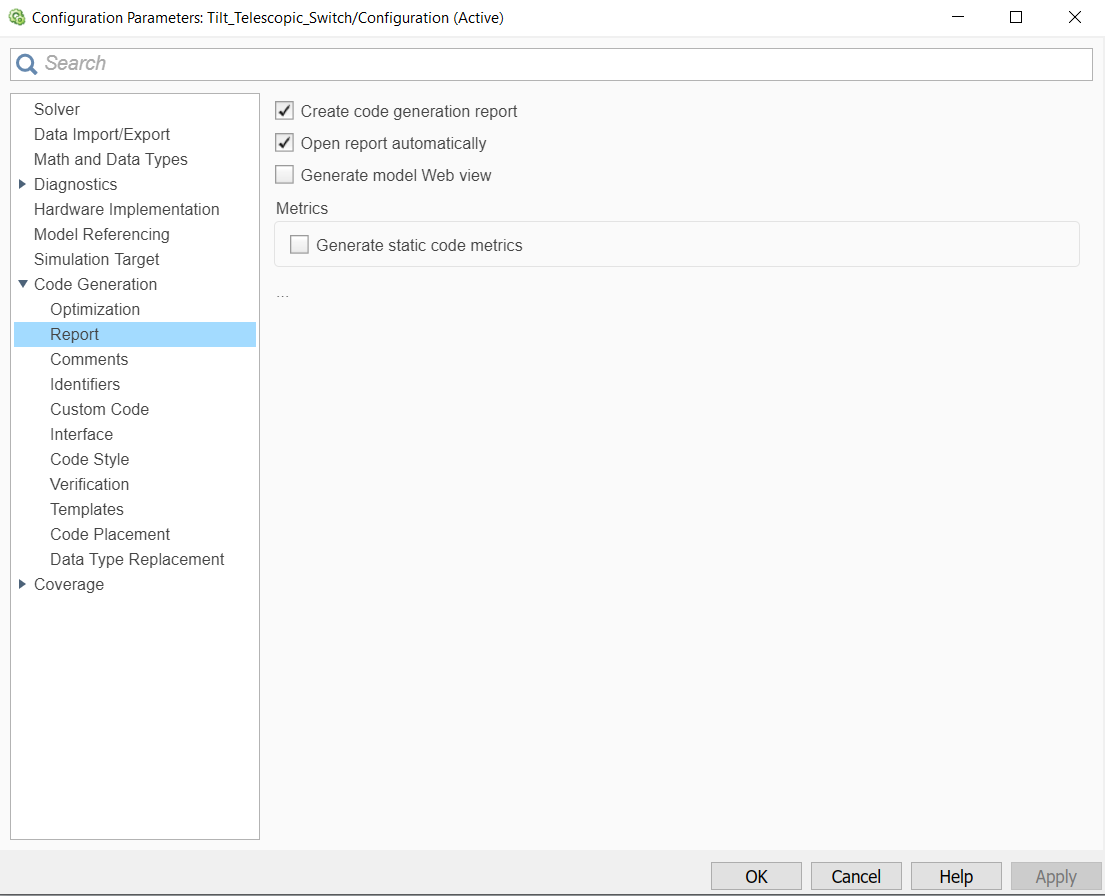 Configuration Parameters: Tilt_Telescopic_Switch/Configuration (Active)
Search
Solver
Data Import/Export
Math and Data Types
Diagnostics
Hardware Implementation
Model Referencing
Simulation Target
Code Generation
Optimization
Report
Comments
Identifiers
Custom Code
Interface
Code Style
Verification
Templates
Code Placement
Data Type Replacement
Coverage
Create code generation report
Open report automatically
Generate model Web view
Metrics
Generate static code metrics
...
OK
Cancel
Help
Apply